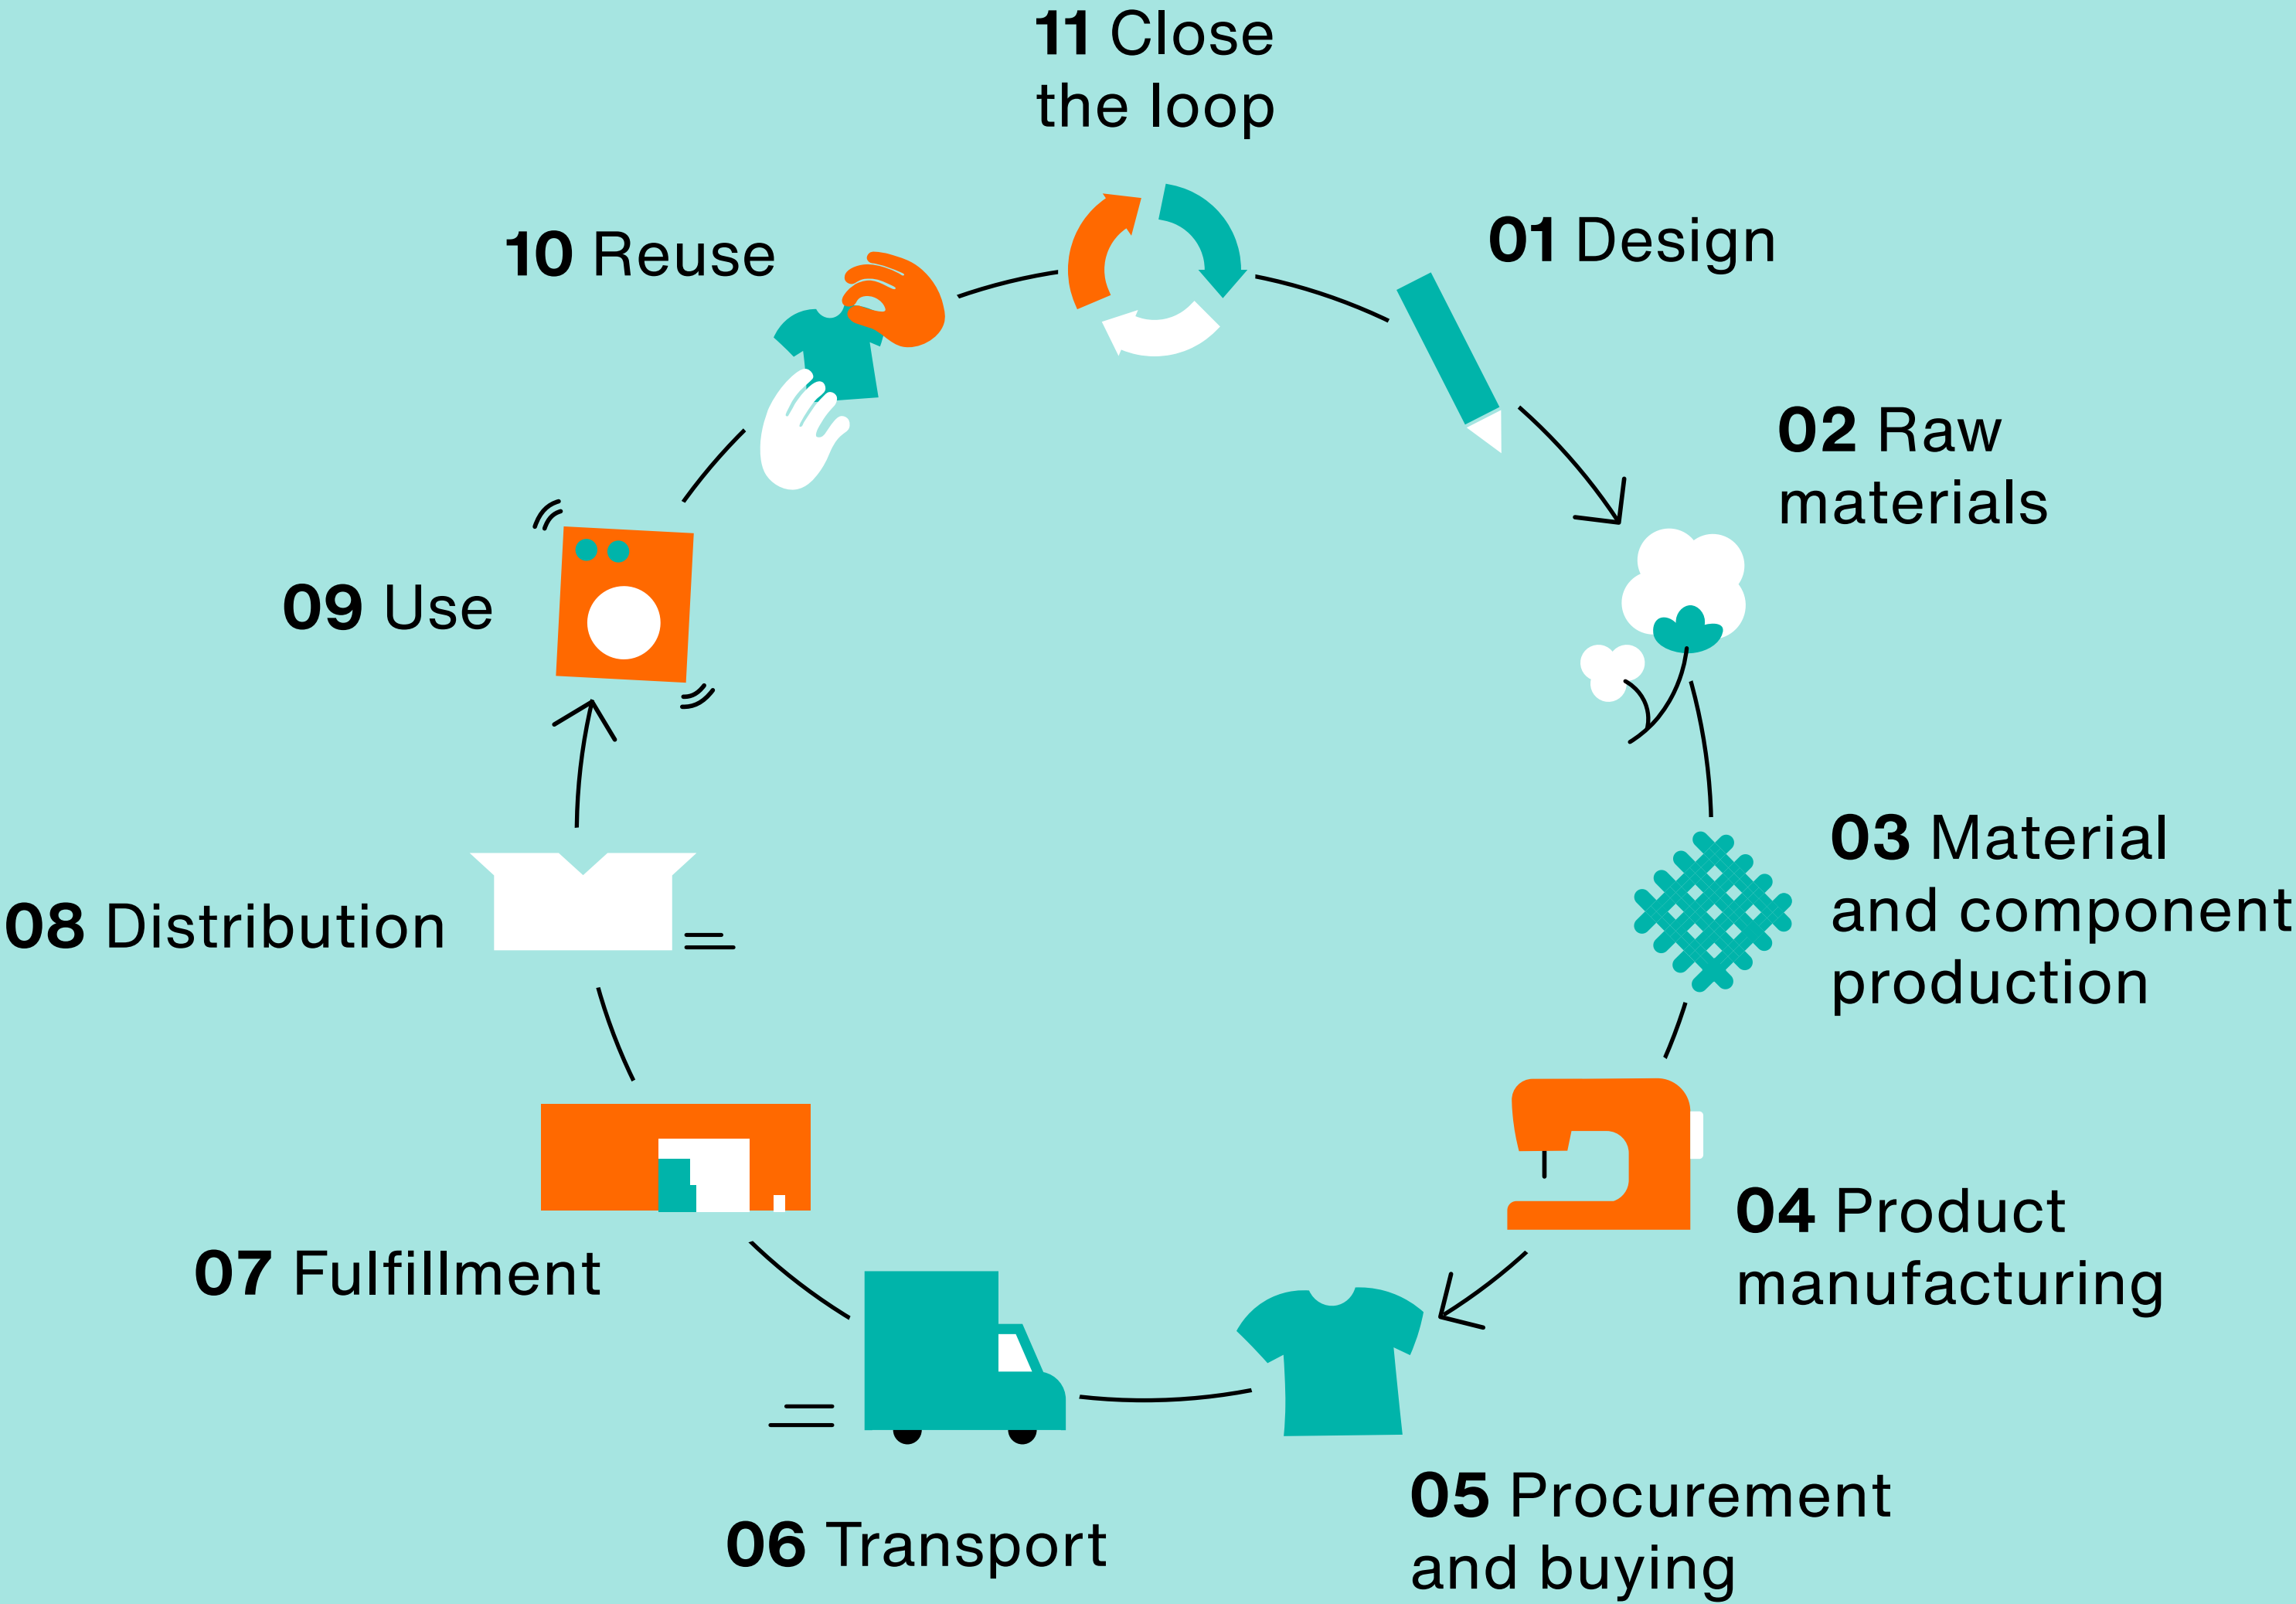 11 Close
the loop
01 Design
02 Raw
materials
03 Material
and component
production
04 Product
manufacturing
05 Procurement
and buying
06 Transport
07 Fulfillment
08 Distribution
09 Use
10 Reuse